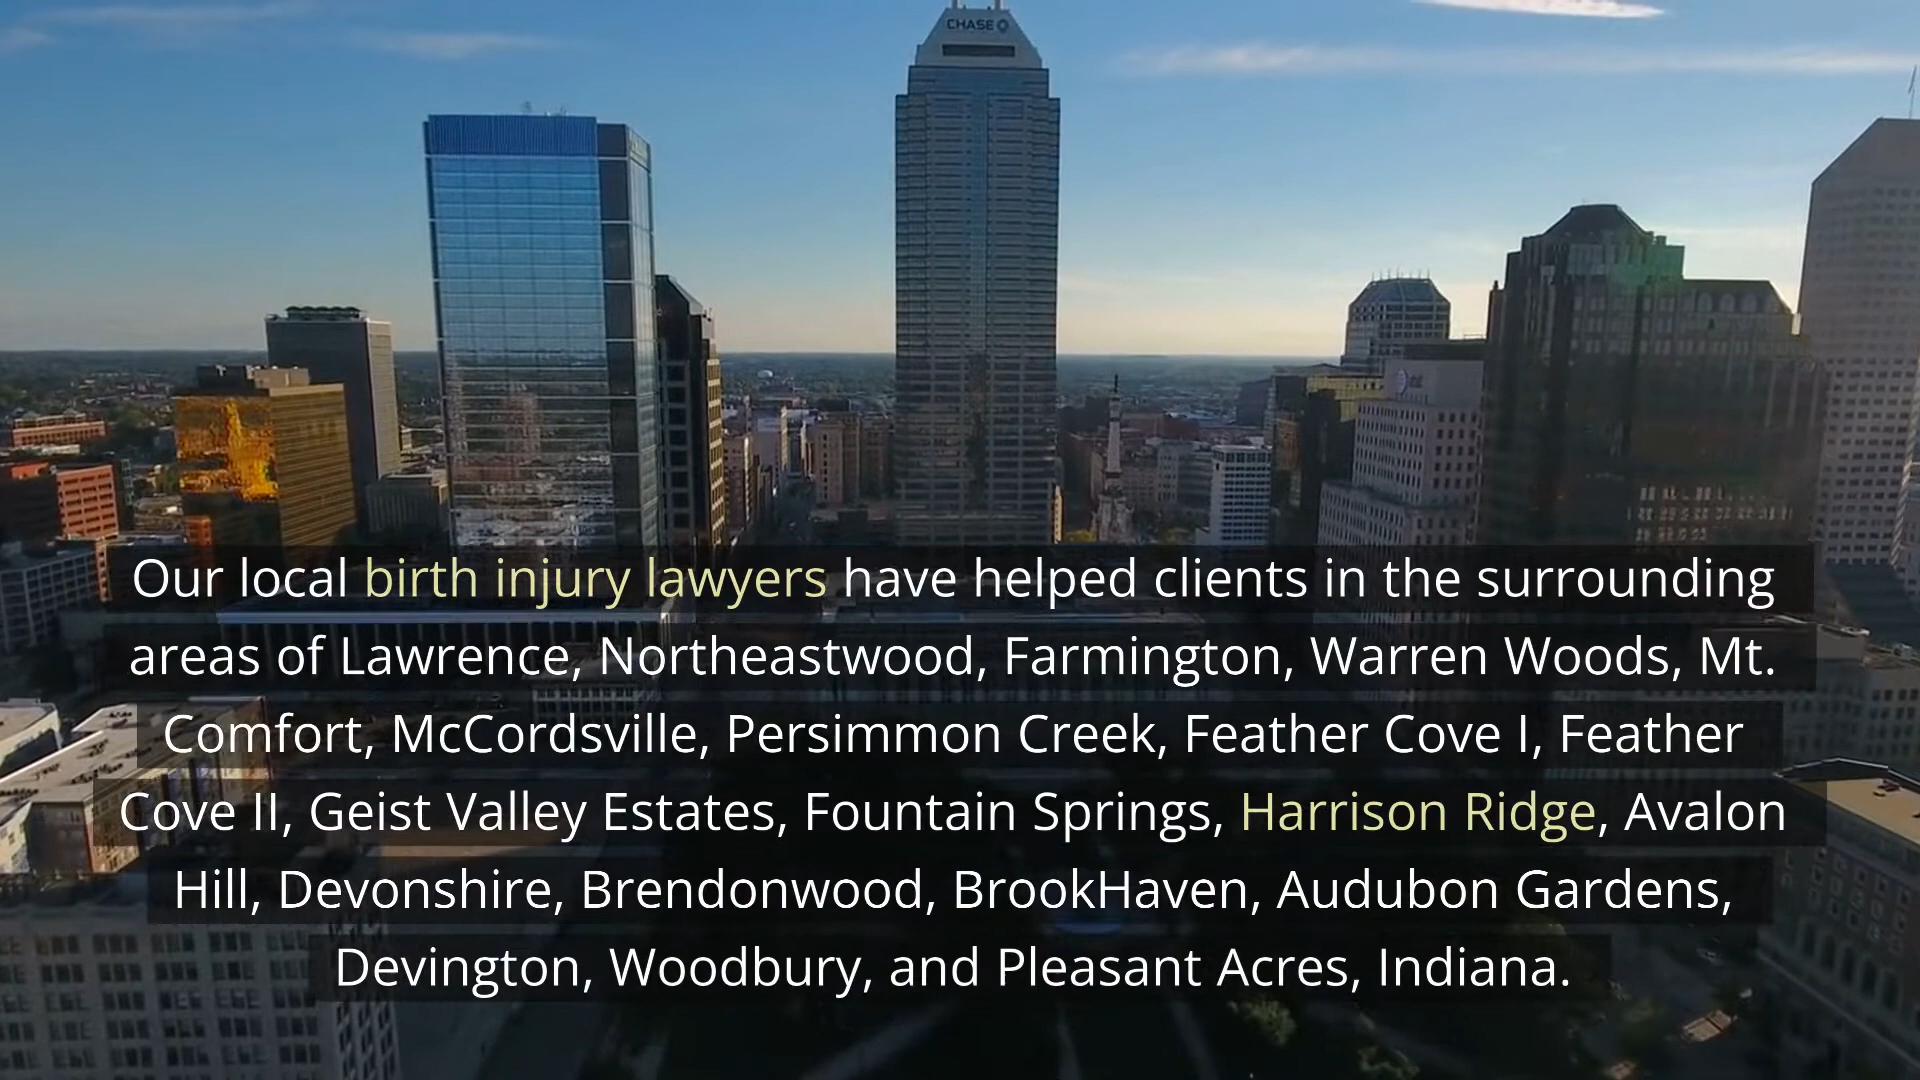 CHASE
Our local birth injury lawyers have helped clients in the surrounding
areas of Lawrence, Northeastwood, Farmington, Warren Woods, Mt.
Comfort, McCordsville, Persimmon Creek, Feather Cove I, Feather
Cove II, Geist Valley Estates, Fountain Springs, Harrison Ridge, Avalon
Hill, Devonshire, Brendonwood, BrookHaven, Audubon Gardens,
Devington, Woodbury, and Pleasant Acres, Indiana.